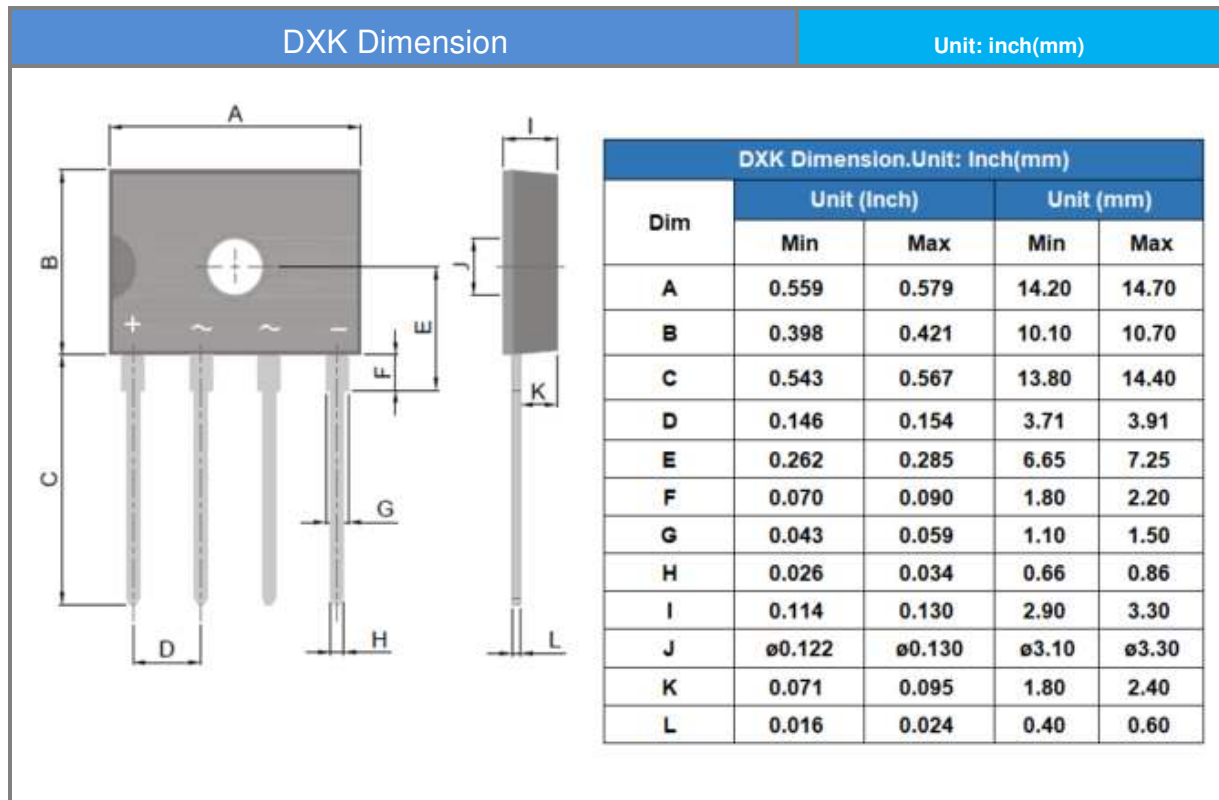 DXK Dimension
Unit: inch(mm)
A
I
B
J
E
+ ~ ~ −
F
K
C
G
D
H
L
DXK Dimension.Unit: Inch(mm)
Dim Unit (Inch) Unit (mm)
Min Max Min Max
A 0.559 0.579 14.20 14.70
B 0.398 0.421 10.10 10.70
C 0.543 0.567 13.80 14.40
D 0.146 0.154 3.71 3.91
E 0.262 0.285 6.65 7.25
F 0.070 0.090 1.80 2.20
G 0.043 0.059 1.10 1.50
H 0.026 0.034 0.66 0.86
I 0.114 0.130 2.90 3.30
J ø0.122 ø0.130 ø3.10 ø3.30
K 0.071 0.095 1.80 2.40
L 0.016 0.024 0.40 0.60